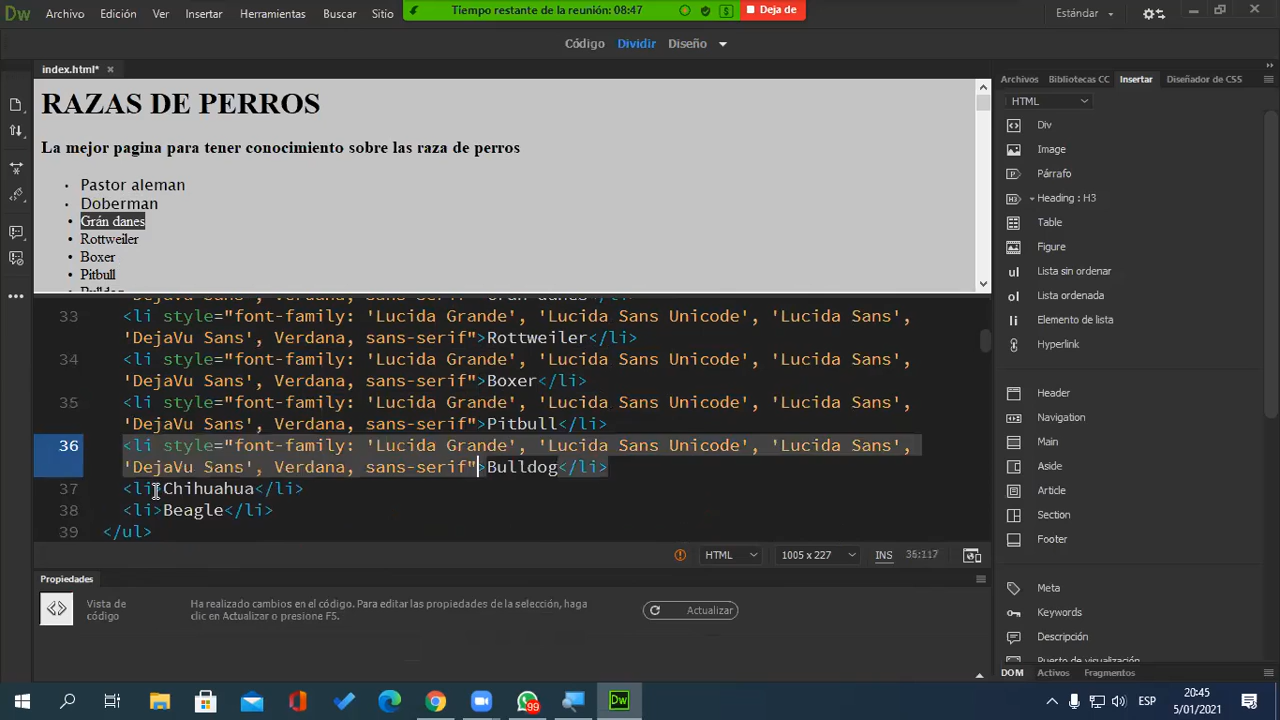 Dw Archivo Edición Ver Insertar Herramientas Buscar Sitio Tiempo restante de la reunión: 08:47 Deja de Estándar
Código Dividir Diseño
index.html* ×
Archivos Bibliotecas CC Insertar Diseñador de CSS
RAZAS DE PERROS
La mejor pagina para tener conocimiento sobre las raza de perros
• Pastor aleman
• Doberman
• Grán danes
• Rottweiler
• Boxer
• Pitbull
33 <li style="font-family: 'Lucida Grande', 'Lucida Sans Unicode', 'Lucida Sans',
'DejaVu Sans', Verdana, sans-serif">Rottweiler</li>
34 <li style="font-family: 'Lucida Grande', 'Lucida Sans Unicode', 'Lucida Sans',
'DejaVu Sans', Verdana, sans-serif">Boxer</li>
35 <li style="font-family: 'Lucida Grande', 'Lucida Sans Unicode', 'Lucida Sans',
'DejaVu Sans', Verdana, sans-serif">Pitbull</li>
36 <li style="font-family: 'Lucida Grande', 'Lucida Sans Unicode', 'Lucida Sans',
'DejaVu Sans', Verdana, sans-serif">Bulldog</li>
37 <li>Chihuahua</li>
38 <li>Beagle</li>
39 </ul>
HTML 1005 x 227 INS 36:117
Propiedades
Vista de
código
Ha realizado cambios en el código. Para editar las propiedades de la selección, haga
clic en Actualizar o presione F5.
Actualizar
HTML
Div
Image
Párrafo
Heading : H3
Table
Figure
ul Lista sin ordenar
ol Lista ordenada
li Elemento de lista
Hyperlink
Header
Navigation
Main
Aside
Article
Section
Footer
Meta
Keywords
Description
Puerto de visualización
DOM Activos Fragmentos
99 Dw ESP
20:45
5/01/2021